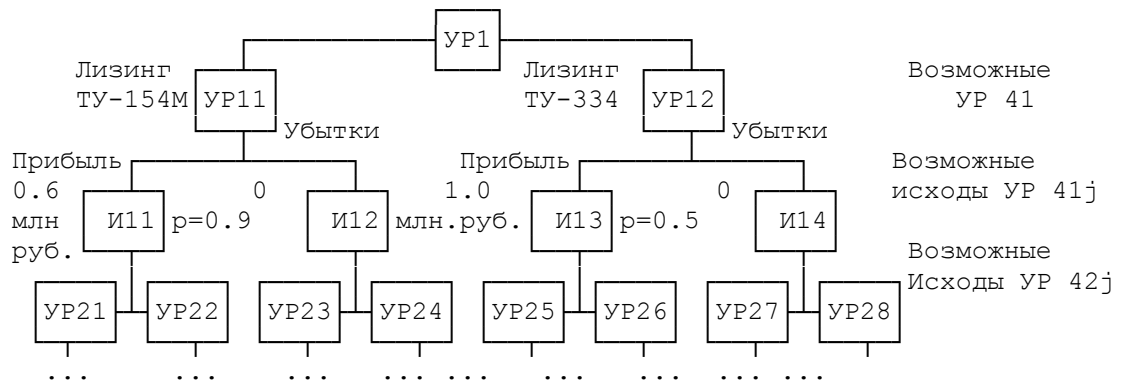 УР1
Лизинг Лизинг Возможные
ТУ-154М УР11 ТУ-334 УР12 УР 41
Убытки Убытки
Прибыль Прибыль Возможные
0.6 0 1.0 0 исходы УР 41j
млн И11 p=0.9 И12 млн.руб. И13 p=0.5 И14
руб. Возможные
Исходы УР 42j
УР21 УР22 УР23 УР24 УР25 УР26 УР27 УР28
... ... ... ... ... ... ... ... ...